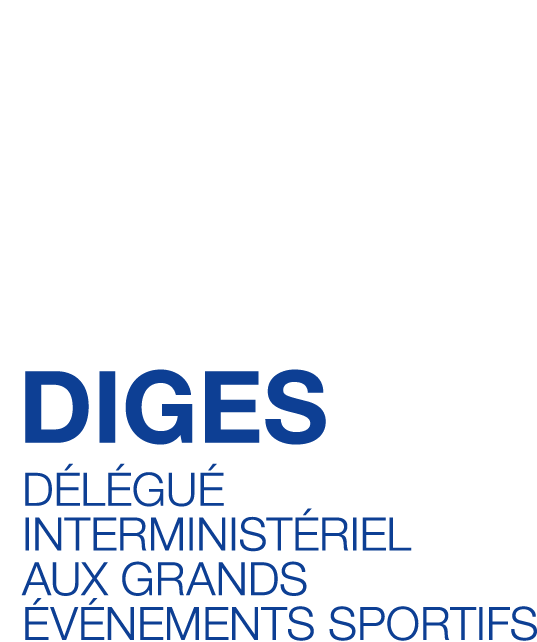 DIGES
DÉLÉGUÉ
INTERMINISTÉRIEL
AUX GRANDS
ÉVÉNEMENTS SPORTIFS